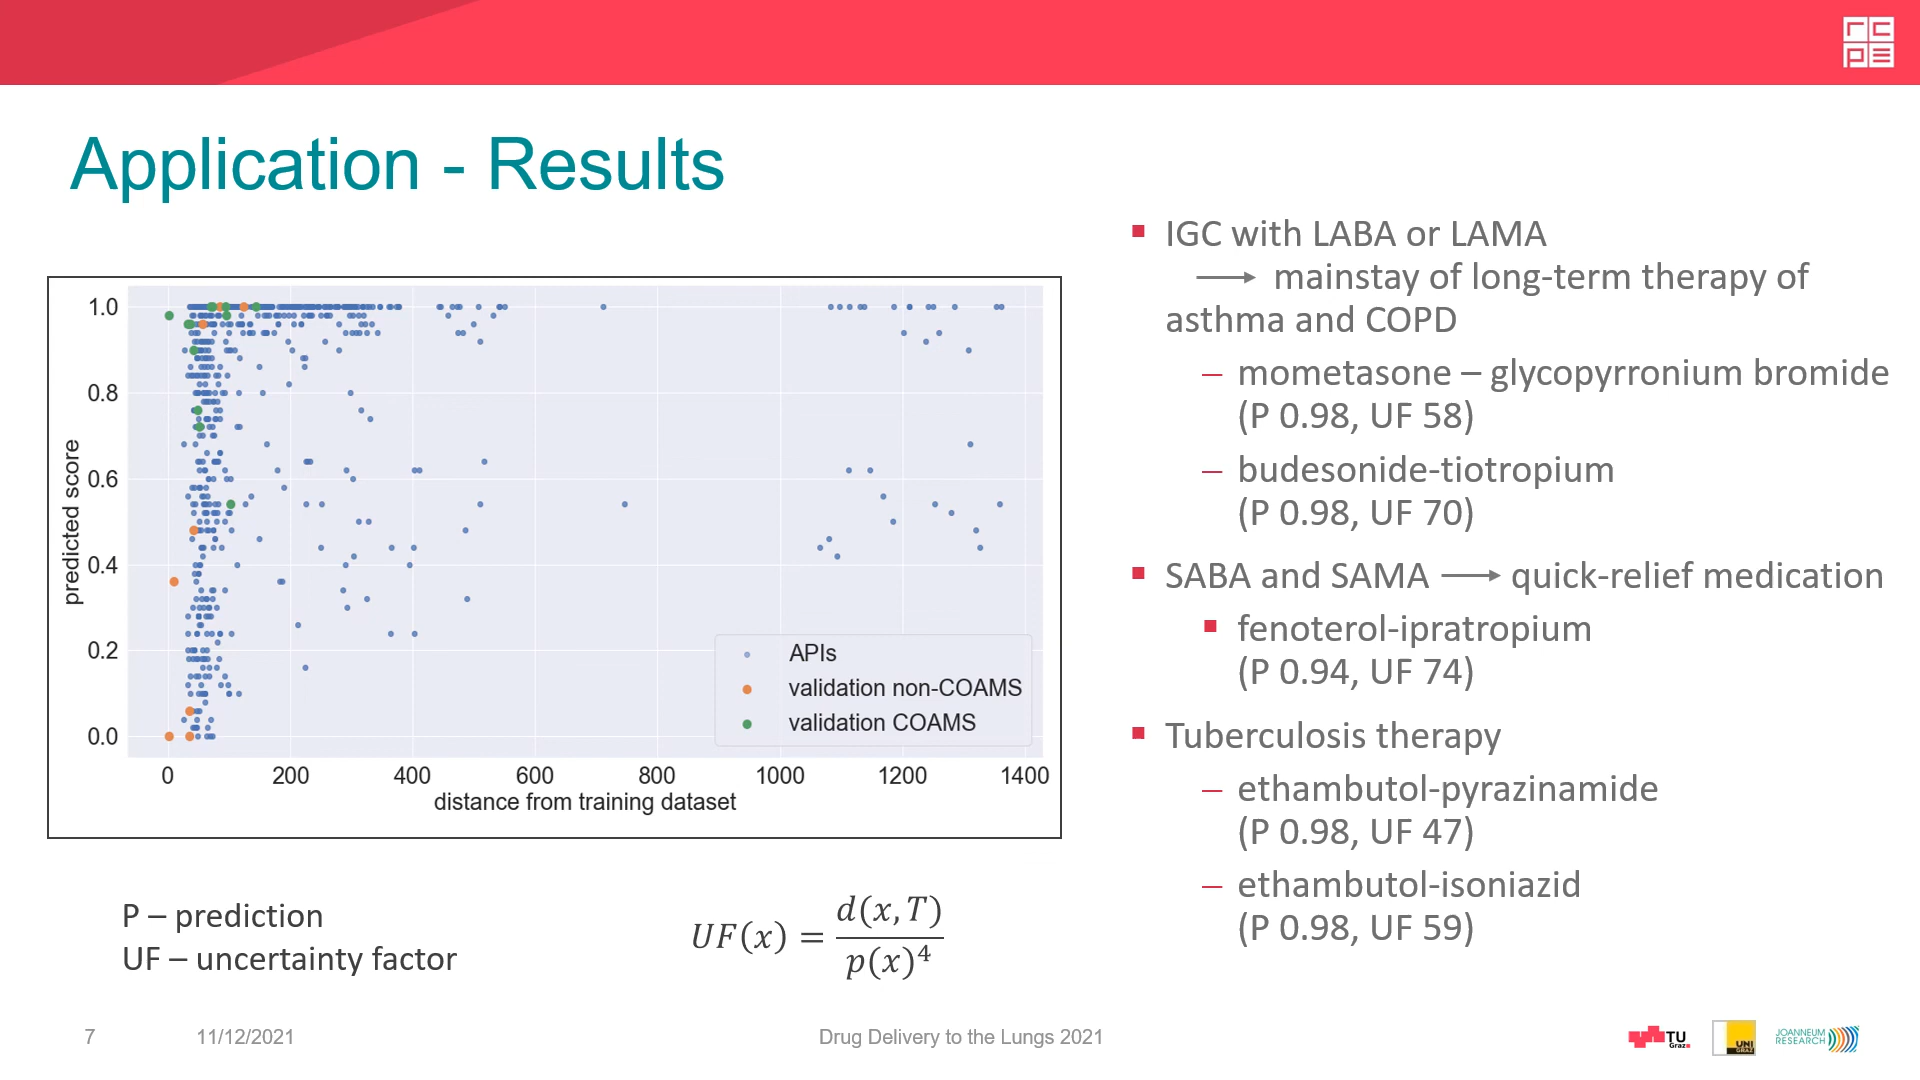 rcpe
Application - Results
1.0
0.8
0.6
0.4
0.2
0.0
predicted score
0 200 400 600 800 1000 1200 1400
distance from training dataset
APIs
validation non-COAMS
validation COAMS
P – prediction
UF – uncertainty factor
UF(x) = d(x,T) / p(x)⁴
■ IGC with LABA or LAMA
⟶ mainstay of long-term therapy of
asthma and COPD
– mometasone – glycopyrronium bromide
(P 0.98, UF 58)
– budesonide-tiotropium
(P 0.98, UF 70)
■ SABA and SAMA ⟶ quick-relief medication
■ fenoterol-ipratropium
(P 0.94, UF 74)
■ Tuberculosis therapy
– ethambutol-pyrazinamide
(P 0.98, UF 47)
– ethambutol-isoniazid
(P 0.98, UF 59)
7 11/12/2021 Drug Delivery to the Lungs 2021
TU
Graz
UNI
GRAZ
JOANNEUM
RESEARCH